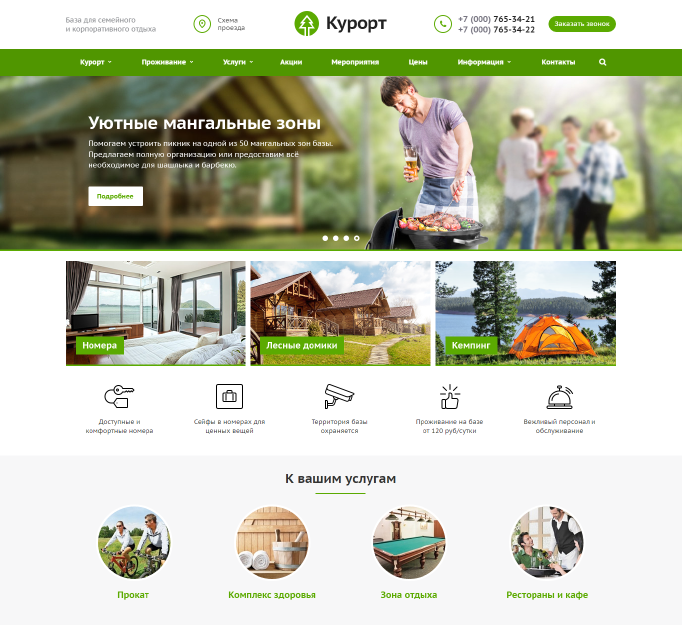 База для семейного
и корпоративного отдыха
Схема
проезда
Курорт
+7 (000) 765-34-21
+7 (000) 765-34-22
Заказать звонок
Курорт
Проживание
Услуги
Акции
Мероприятия
Цены
Информация
Контакты
Уютные мангальные зоны
Помогаем устроить пикник на одной из 50 мангальных зон базы.
Предлагаем полную организацию или предоставим всё
необходимое для шашлыка и барбекю.
Подробнее
Номера
Лесные домики
Кемпинг
Доступные и
комфортные номера
Сейфы в номерах для
ценных вещей
Территория базы
охраняется
Проживание на базе
от 120 руб/сутки
Вежливый персонал и
обслуживание
К вашим услугам
Прокат
Комплекс здоровья
Зона отдыха
Рестораны и кафе